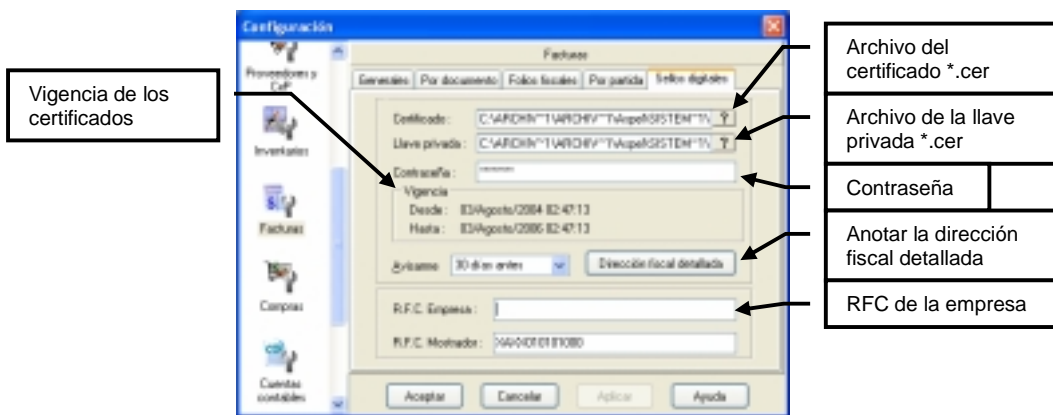 Configuración
Facturas
Proveedores y
CxP
Generales
Por documento
Folios fiscales
Por partida
Sellos digitales
Archivo del
certificado *.cer
Vigencia de los
certificados
Certificado :
?
Inventarios
Llave privada :
?
Archivo de la llave
privada *.cer
Contraseña :
********
Contraseña
Vigencia
Desde : 03/Agosto/2004 02:47:13
Hasta : 03/Agosto/2006 02:47:13
Facturas
Anotar la dirección
fiscal detallada
Avisarme
30 días antes
Dirección fiscal detallada
Compras
R.F.C. Empresa :
RFC de la empresa
R.F.C. Mostrador :
XAXX010101000
Cuentas
contables
Aceptar
Cancelar
Aplicar
Ayuda